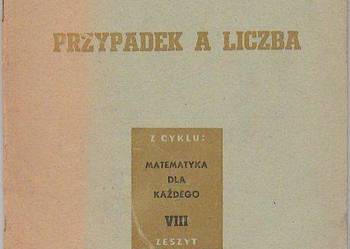 PRZYPADEK A LICZBA
Z CYKLU:
MATEMATYKA
DLA
KAŻDEGO
VIII
ZESZYT